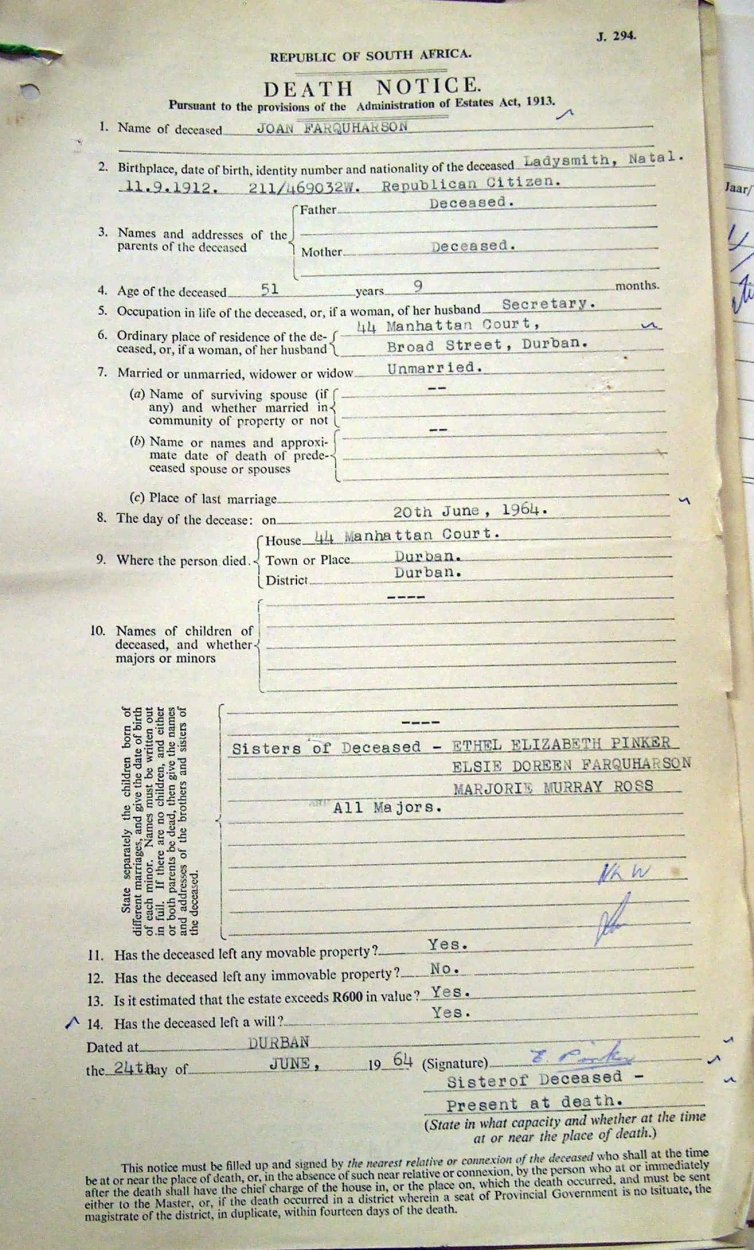 J. 294.
REPUBLIC OF SOUTH AFRICA.
DEATH NOTICE.
Pursuant to the provisions of the Administration of Estates Act, 1913.
1. Name of deceased JOAN FARQUHARSON
2. Birthplace, date of birth, identity number and nationality of the deceased Ladysmith, Natal.
11.9.1912. 211/469032W. Republican Citizen.
3. Names and addresses of the parents of the deceased
Father Deceased.
Mother Deceased.
4. Age of the deceased 51 years 9 months.
5. Occupation in life of the deceased, or, if a woman, of her husband Secretary.
6. Ordinary place of residence of the de- 44 Manhattan Court,
ceased, or, if a woman, of her husband Broad Street, Durban.
7. Married or unmarried, widower or widow Unmarried.
(a) Name of surviving spouse (if --
any) and whether married in
community of property or not
(b) Name or names and approxi- --
mate date of death of prede-
ceased spouse or spouses
(c) Place of last marriage
8. The day of the decease: on 20th June, 1964.
9. Where the person died.
House 44 Manhattan Court.
Town or Place Durban.
District Durban.
----
10. Names of children of
deceased, and whether
majors or minors
State separately the children born of
different marriages, and give the date of birth
of each minor. Names must be written out
in full. If there are no children, and either
or both parents be dead, then give the names
and addresses of the brothers and sisters of
the deceased.
----
Sisters of Deceased - ETHEL ELIZABETH PINKER
ELSIE DOREEN FARQUHARSON
MARJORIE MURRAY ROSS
All Majors.
11. Has the deceased left any movable property? Yes.
12. Has the deceased left any immovable property? No.
13. Is it estimated that the estate exceeds R600 in value? Yes.
14. Has the deceased left a will? Yes.
Dated at DURBAN
the 24th day of JUNE, 19 64 (Signature) E. Pinker
Sisterof Deceased -
Present at death.
(State in what capacity and whether at the time
at or near the place of death.)
This notice must be filled up and signed by the nearest relative or connexion of the deceased who shall at the time
be at or near the place of death, or, in the absence of such near relative or connexion, by the person who at or immediately
after the death shall have the chief charge of the house in, or the place on, which the death occurred, and must be sent
either to the Master, or, if the death occurred in a district wherein a seat of Provincial Government is no tsituate, the
magistrate of the district, in duplicate, within fourteen days of the death.
Jaar/